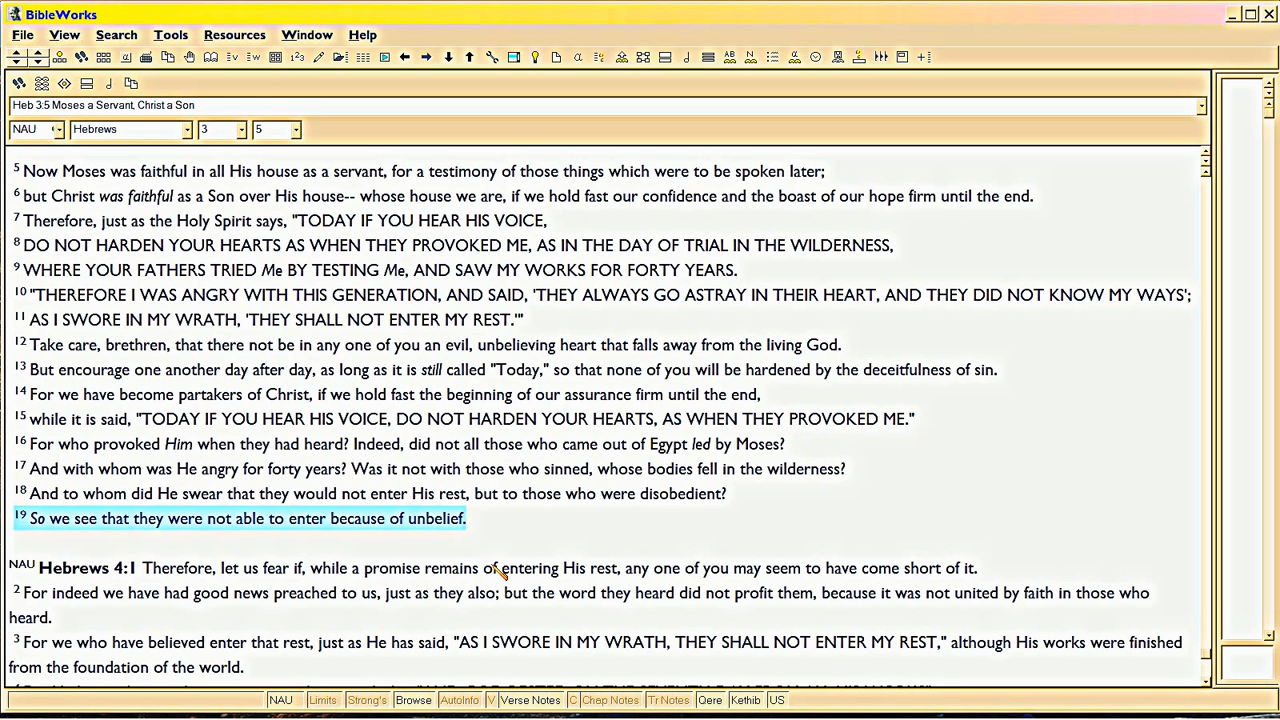 BibleWorks
File View Search Tools Resources Window Help
Heb 3:5 Moses a Servant, Christ a Son
NAU Hebrews 3 5
5 Now Moses was faithful in all His house as a servant, for a testimony of those things which were to be spoken later;
6 but Christ was faithful as a Son over His house-- whose house we are, if we hold fast our confidence and the boast of our hope firm until the end.
7 Therefore, just as the Holy Spirit says, "TODAY IF YOU HEAR HIS VOICE,
8 DO NOT HARDEN YOUR HEARTS AS WHEN THEY PROVOKED ME, AS IN THE DAY OF TRIAL IN THE WILDERNESS,
9 WHERE YOUR FATHERS TRIED Me BY TESTING Me, AND SAW MY WORKS FOR FORTY YEARS.
10 "THEREFORE I WAS ANGRY WITH THIS GENERATION, AND SAID, 'THEY ALWAYS GO ASTRAY IN THEIR HEART, AND THEY DID NOT KNOW MY WAYS';
11 AS I SWORE IN MY WRATH, 'THEY SHALL NOT ENTER MY REST.'"
12 Take care, brethren, that there not be in any one of you an evil, unbelieving heart that falls away from the living God.
13 But encourage one another day after day, as long as it is still called "Today," so that none of you will be hardened by the deceitfulness of sin.
14 For we have become partakers of Christ, if we hold fast the beginning of our assurance firm until the end,
15 while it is said, "TODAY IF YOU HEAR HIS VOICE, DO NOT HARDEN YOUR HEARTS, AS WHEN THEY PROVOKED ME."
16 For who provoked Him when they had heard? Indeed, did not all those who came out of Egypt led by Moses?
17 And with whom was He angry for forty years? Was it not with those who sinned, whose bodies fell in the wilderness?
18 And to whom did He swear that they would not enter His rest, but to those who were disobedient?
19 So we see that they were not able to enter because of unbelief.
NAU Hebrews 4:1 Therefore, let us fear if, while a promise remains of entering His rest, any one of you may seem to have come short of it.
2 For indeed we have had good news preached to us, just as they also; but the word they heard did not profit them, because it was not united by faith in those who
heard.
3 For we who have believed enter that rest, just as He has said, "AS I SWORE IN MY WRATH, THEY SHALL NOT ENTER MY REST," although His works were finished
from the foundation of the world.
NAU Limits Strong's Browse AutoInfo V Verse Notes C Chap Notes Tr Notes Qere Kethib US